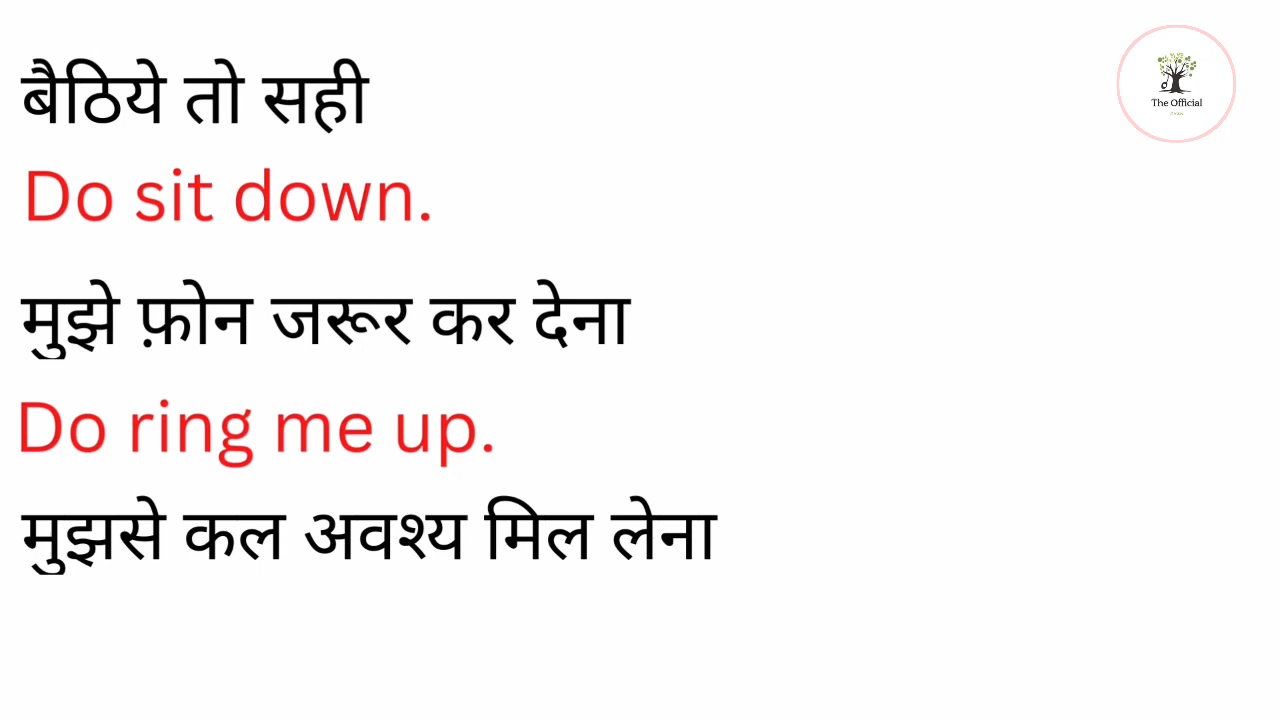 बैठिये तो सही
The Official
Do sit down.
मुझे फ़ोन जरूर कर देना
Do ring me up.
मुझसे कल अवश्य मिल लेना